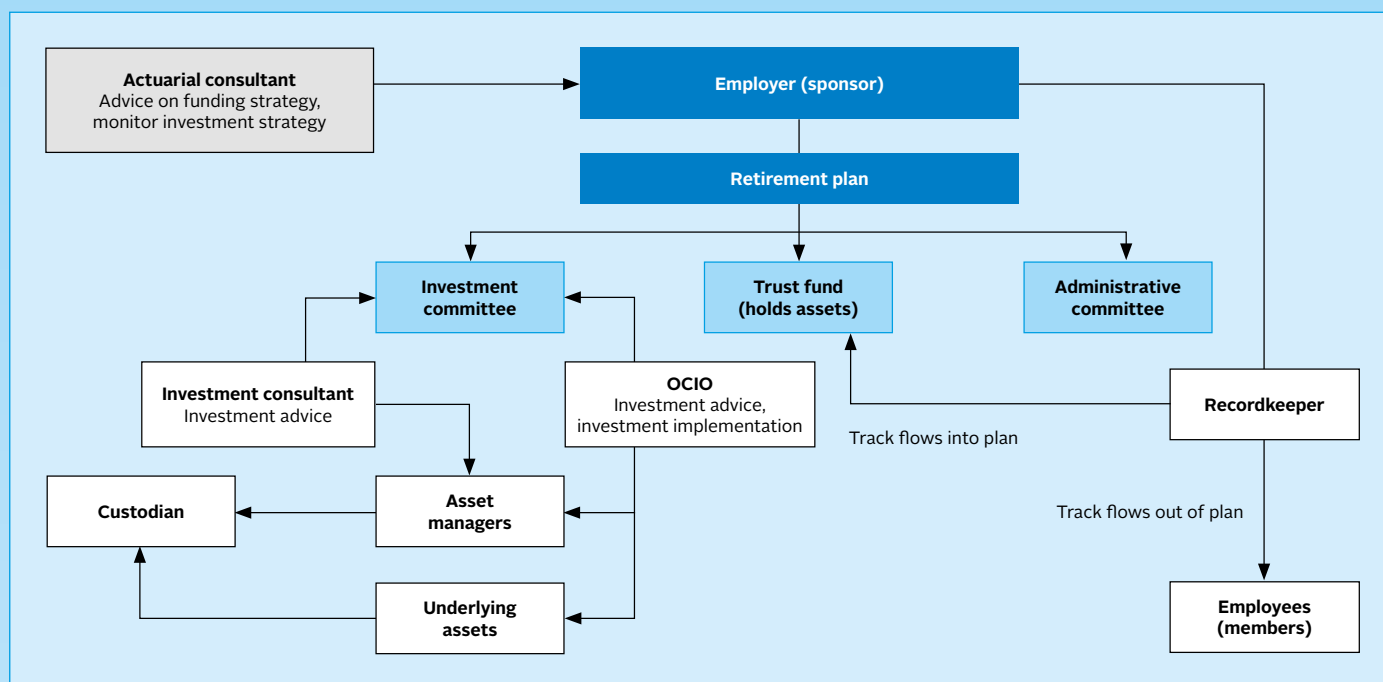 Actuarial consultant
Advice on funding strategy,
monitor investment strategy
Employer (sponsor)
Retirement plan
Investment
committee
Trust fund
(holds assets)
Administrative
committee
Investment consultant
Investment advice
OCIO
Investment advice,
investment implementation
Recordkeeper
Track flows into plan
Custodian
Asset
managers
Track flows out of plan
Underlying
assets
Employees
(members)